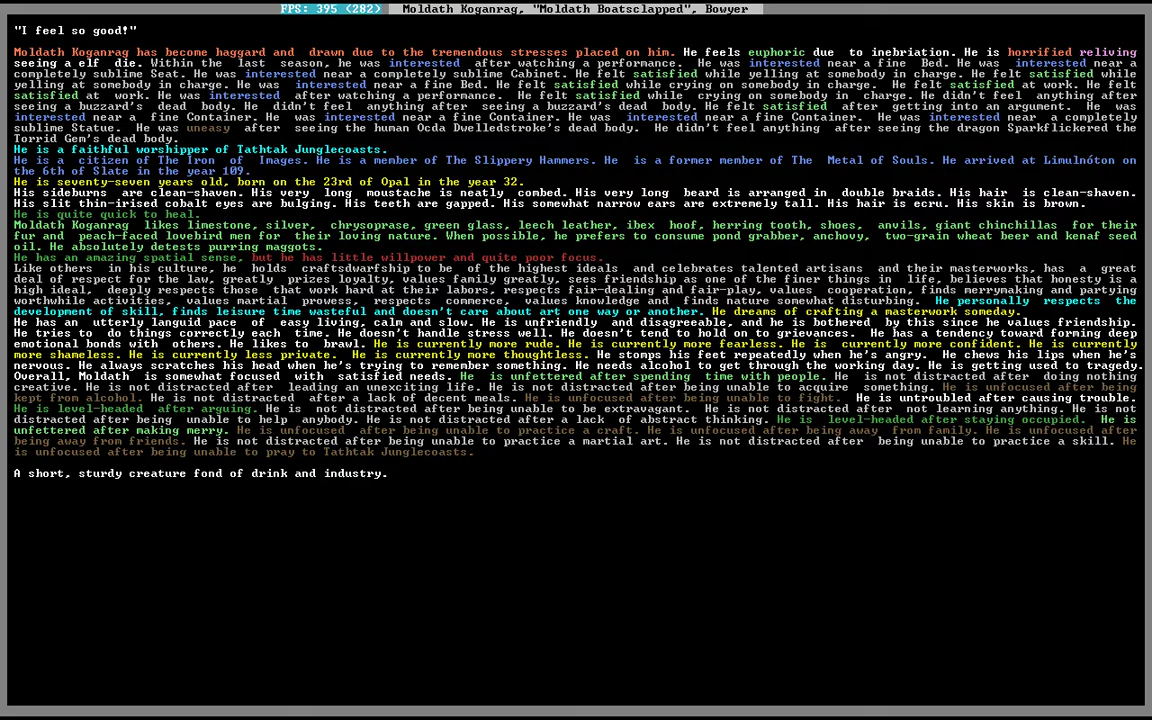 FPS: 395 (282)   Moldath Koganrag, "Moldath Boatsclapped", Bowyer
"I feel so good!"
Moldath Koganrag has become haggard and drawn due to the tremendous stresses placed on him. He feels euphoric due to inebriation. He is horrified reliving
seeing a elf die. Within the last season, he was interested after watching a performance. He was interested near a fine Bed. He was interested near a
completely sublime Seat. He was interested near a completely sublime Cabinet. He felt satisfied while yelling at somebody in charge. He felt satisfied while
yelling at somebody in charge. He was interested near a fine Bed. He felt satisfied while crying on somebody in charge. He felt satisfied at work. He felt
satisfied at work. He was interested after watching a performance. He felt satisfied while crying on somebody in charge. He didn't feel anything after
seeing a buzzard's dead body. He didn't feel anything after seeing a buzzard's dead body. He felt satisfied after getting into an argument. He was
interested near a fine Container. He was interested near a fine Container. He was interested near a fine Container. He was interested near a completely
sublime Statue. He was uneasy after seeing the human Ocda Dwelledstroke's dead body. He didn't feel anything after seeing the dragon Sparkflickered the
Torrid Gem's dead body.
He is a faithful worshipper of Tathtak Junglecoasts.
He is a citizen of The Iron of Images. He is a member of The Slippery Hammers. He is a former member of The Metal of Souls. He arrived at Limulnóton on
the 6th of Slate in the year 109.
He is seventy-seven years old, born on the 23rd of Opal in the year 32.
His sideburns are clean-shaven. His very long moustache is neatly combed. His very long beard is arranged in double braids. His hair is clean-shaven.
His slit thin-irised cobalt eyes are bulging. His teeth are gapped. His somewhat narrow ears are extremely tall. His hair is ecru. His skin is brown.
He is quite quick to heal.
Moldath Koganrag likes limestone, silver, chrysoprase, green glass, leech leather, ibex hoof, herring tooth, shoes, anvils, giant chinchillas for their
fur and peach-faced lovebird men for their loving nature. When possible, he prefers to consume pond grabber, anchovy, two-grain wheat beer and kenaf seed
oil. He absolutely detests purring maggots.
He has an amazing spatial sense, but he has little willpower and quite poor focus.
Like others in his culture, he holds craftsdwarfship to be of the highest ideals and celebrates talented artisans and their masterworks, has a great
deal of respect for the law, greatly prizes loyalty, values family greatly, sees friendship as one of the finer things in life, believes that honesty is a
high ideal, deeply respects those that work hard at their labors, respects fair-dealing and fair-play, values cooperation, finds merrymaking and partying
worthwhile activities, values martial prowess, respects commerce, values knowledge and finds nature somewhat disturbing. He personally respects the
development of skill, finds leisure time wasteful and doesn't care about art one way or another. He dreams of crafting a masterwork someday.
He has an utterly languid pace of easy living, calm and slow. He is unfriendly and disagreeable, and he is bothered by this since he values friendship.
He tries to do things correctly each time. He doesn't handle stress well. He doesn't tend to hold on to grievances. He has a tendency toward forming deep
emotional bonds with others. He likes to brawl. He is currently more rude. He is currently more fearless. He is currently more confident. He is currently
more shameless. He is currently less private. He is currently more thoughtless. He stomps his feet repeatedly when he's angry. He chews his lips when he's
nervous. He always scratches his head when he's trying to remember something. He needs alcohol to get through the working day. He is getting used to tragedy.
Overall, Moldath is somewhat focused with satisfied needs. He is unfettered after spending time with people. He is not distracted after doing nothing
creative. He is not distracted after leading an unexciting life. He is not distracted after being unable to acquire something. He is unfocused after being
kept from alcohol. He is not distracted after a lack of decent meals. He is unfocused after being unable to fight. He is untroubled after causing trouble.
He is level-headed after arguing. He is not distracted after being unable to be extravagant. He is not distracted after not learning anything. He is not
distracted after being unable to help anybody. He is not distracted after a lack of abstract thinking. He is level-headed after staying occupied. He is
unfettered after making merry. He is unfocused after being unable to practice a craft. He is unfocused after being away from family. He is unfocused after
being away from friends. He is not distracted after being unable to practice a martial art. He is not distracted after being unable to practice a skill. He
is unfocused after being unable to pray to Tathtak Junglecoasts.
A short, sturdy creature fond of drink and industry.